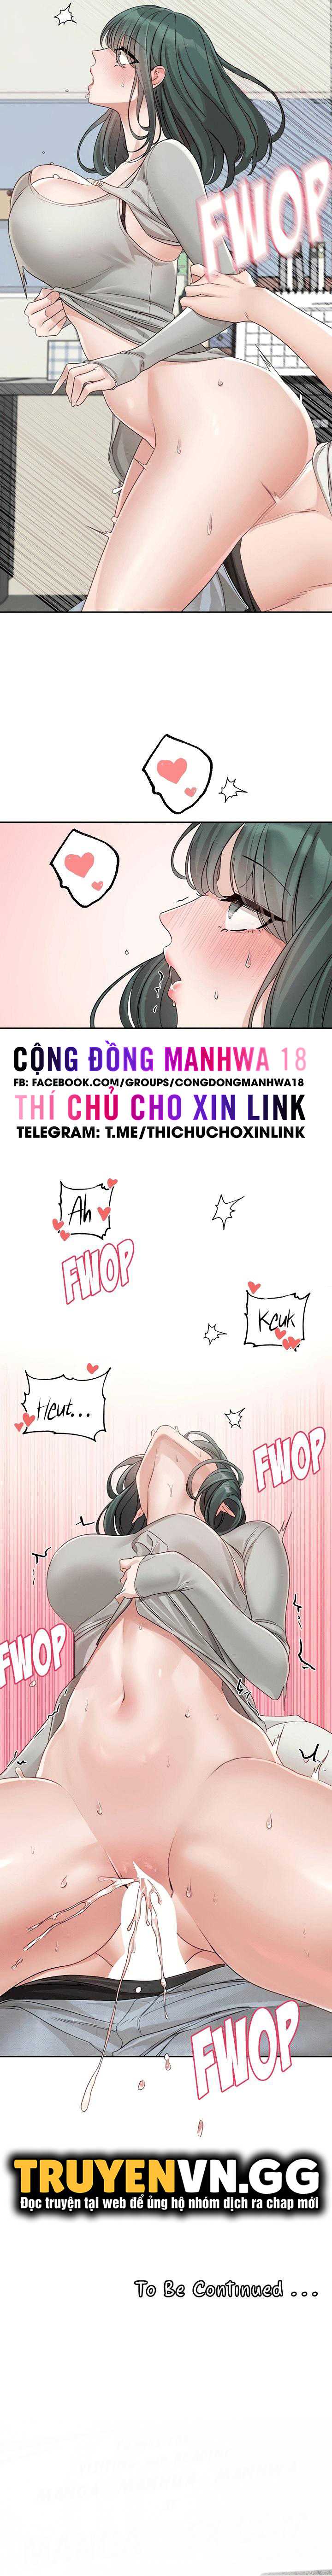 FWOP
CỘNG ĐỒNG MANHWA 18
FB: FACEBOOK.COM/GROUPS/CONGDONGMANHWA18
THÍ CHỦ CHO XIN LINK
TELEGRAM: T.ME/THICHUCHOXINLINK
Ah
FWOP
Keuk
Heut...
FWOP
FWOP
FWOP
TRUYENVN.GG
Đọc truyện tại web để ủng hộ nhóm dịch ra chap mới
To Be Continued ...